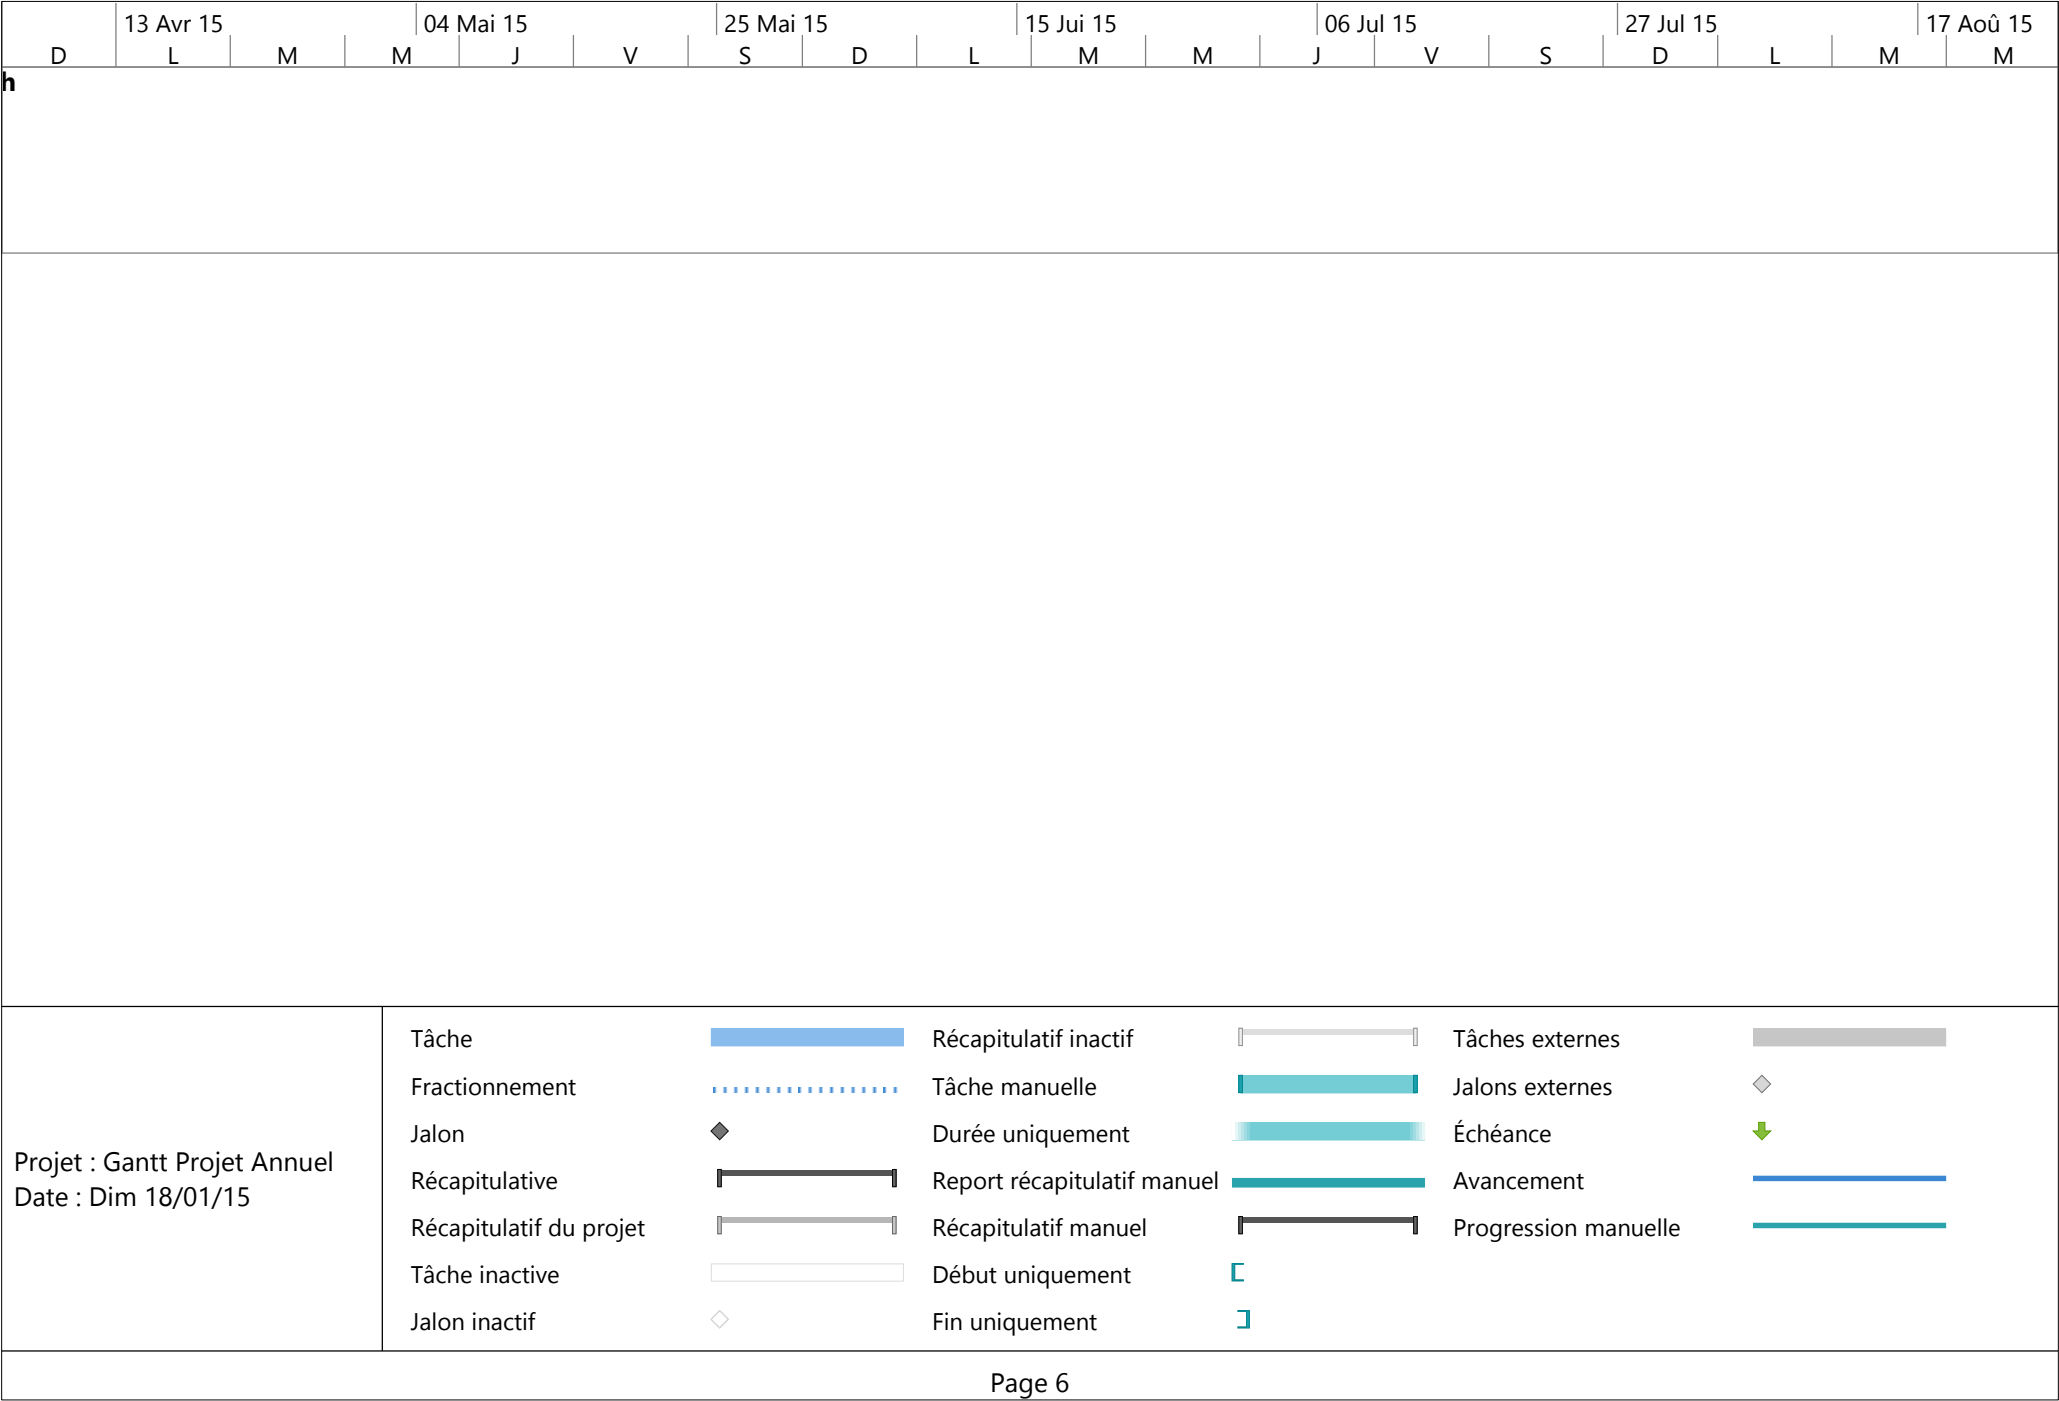 13 Avr 15 04 Mai 15 25 Mai 15 15 Jui 15 06 Jul 15 27 Jul 15 17 Aoû 15
D L M M J V S D L M M J V S D L M M
h
Tâche Récapitulatif inactif Tâches externes
Fractionnement Tâche manuelle Jalons externes
Jalon Durée uniquement Échéance
Récapitulative Report récapitulatif manuel Avancement
Récapitulatif du projet Récapitulatif manuel Progression manuelle
Tâche inactive Début uniquement
Jalon inactif Fin uniquement
Projet : Gantt Projet Annuel
Date : Dim 18/01/15
Page 6